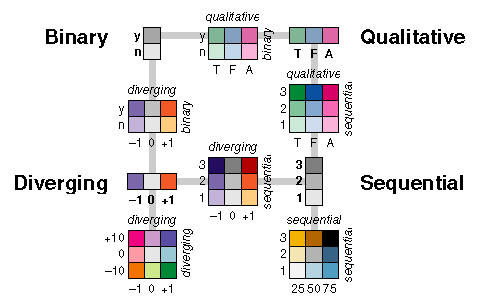 qualitative
Binary
y
n
y
n
binary
Qualitative
T F A
T F A
diverging
y
n
binary
−1 0 +1
qualitative
3
2
1
sequential
T F A
diverging
3
2
1
sequential
−1 0 +1
Diverging
−1 0 +1
3
2
1
Sequential
diverging
+10
0
−10
diverging
−1 0 +1
sequential
3
2
1
sequential
25 50 75